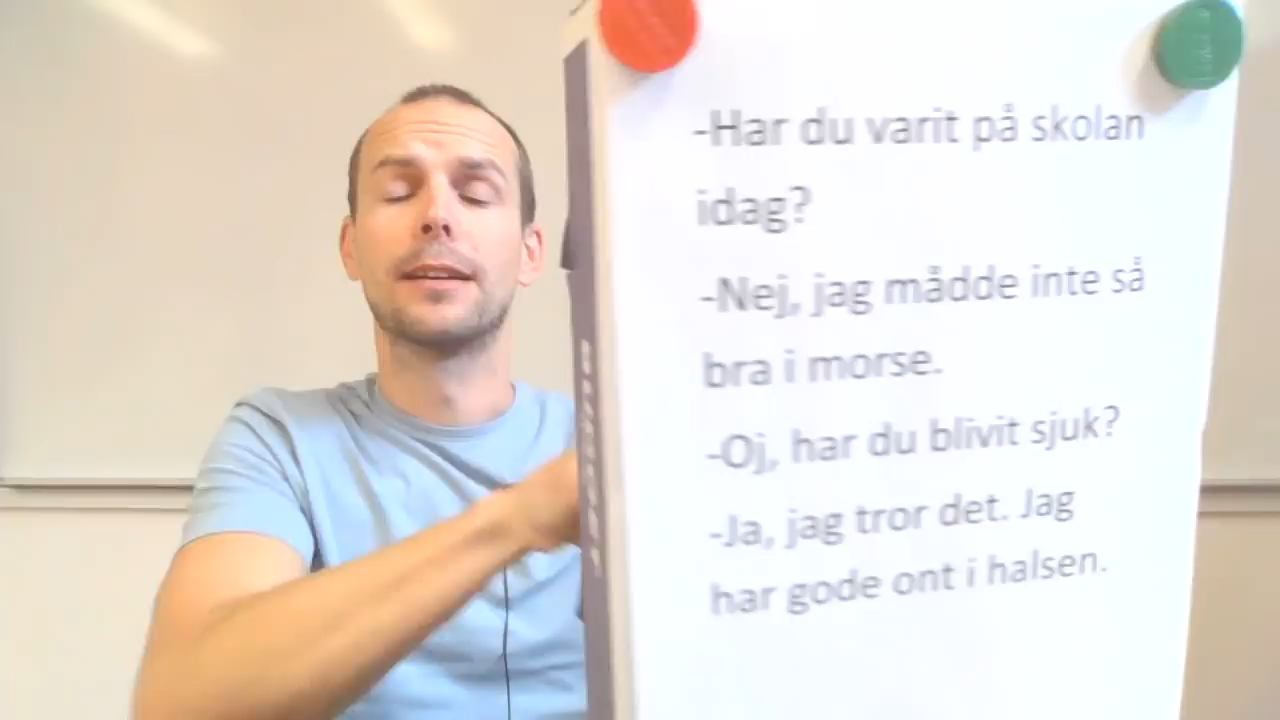 -Har du varit på skolan
idag?
-Nej, jag mådde inte så
bra i morse.
-Oj, har du blivit sjuk?
-Ja, jag tror det. Jag
har gode ont i halsen.